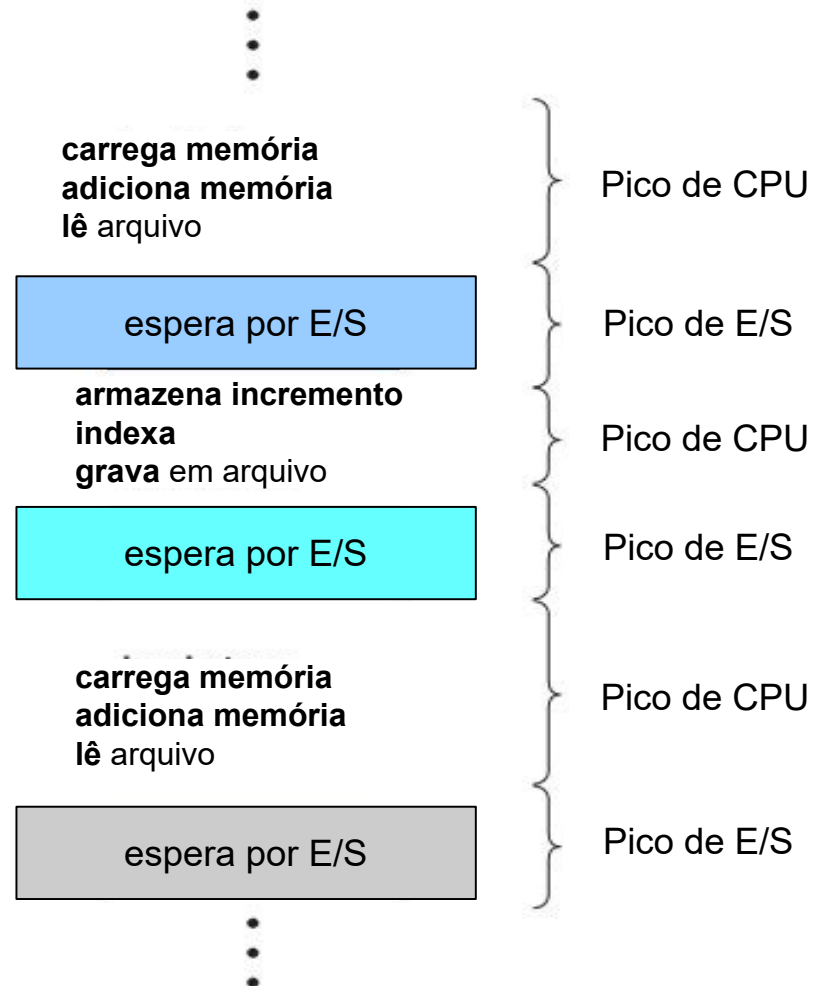 carrega memória
adiciona memória
lê arquivo
Pico de CPU
espera por E/S
Pico de E/S
armazena incremento
indexa
grava em arquivo
Pico de CPU
espera por E/S
Pico de E/S
carrega memória
adiciona memória
lê arquivo
Pico de CPU
espera por E/S
Pico de E/S